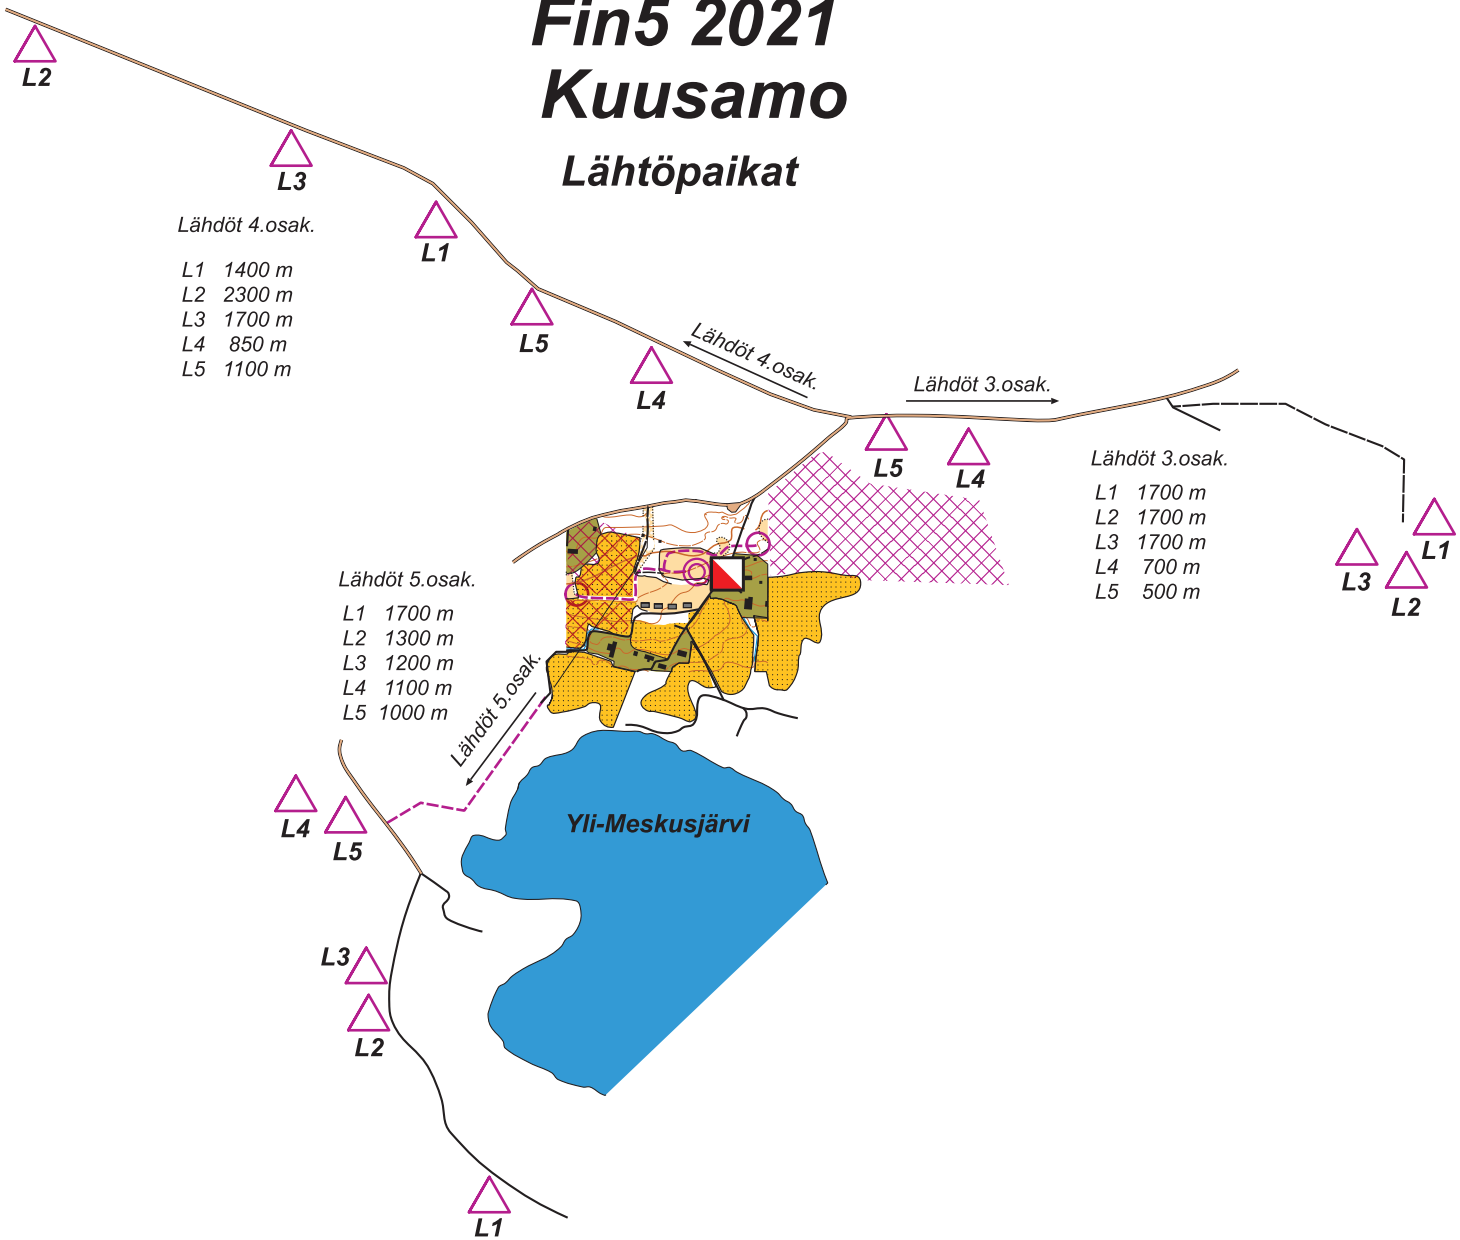 Fin5 2021
Kuusamo
Lähtöpaikat
L2
L3
L1
L5
L4
Lähdöt 4.osak.
L1 1400 m
L2 2300 m
L3 1700 m
L4 850 m
L5 1100 m
Lähdöt 4.osak.
Lähdöt 3.osak.
L5
L4
Lähdöt 3.osak.
L1 1700 m
L2 1700 m
L3 1700 m
L4 700 m
L5 500 m
L1
L3
L2
Lähdöt 5.osak.
L1 1700 m
L2 1300 m
L3 1200 m
L4 1100 m
L5 1000 m
Lähdöt 5.osak.
Yli-Meskusjärvi
L4
L5
L3
L2
L1